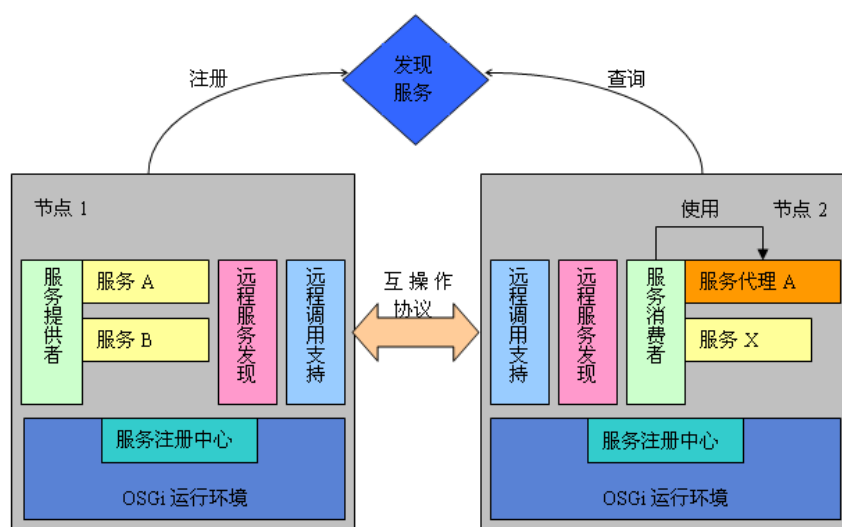 发现
服务
注册
查询
节点 1
服务提供者
服务 A
服务 B
远程服务发现
远程调用支持
服务注册中心
OSGi 运行环境
互操作
协议
使用
节点 2
远程调用支持
远程服务发现
服务消费者
服务代理 A
服务 X
服务注册中心
OSGi 运行环境